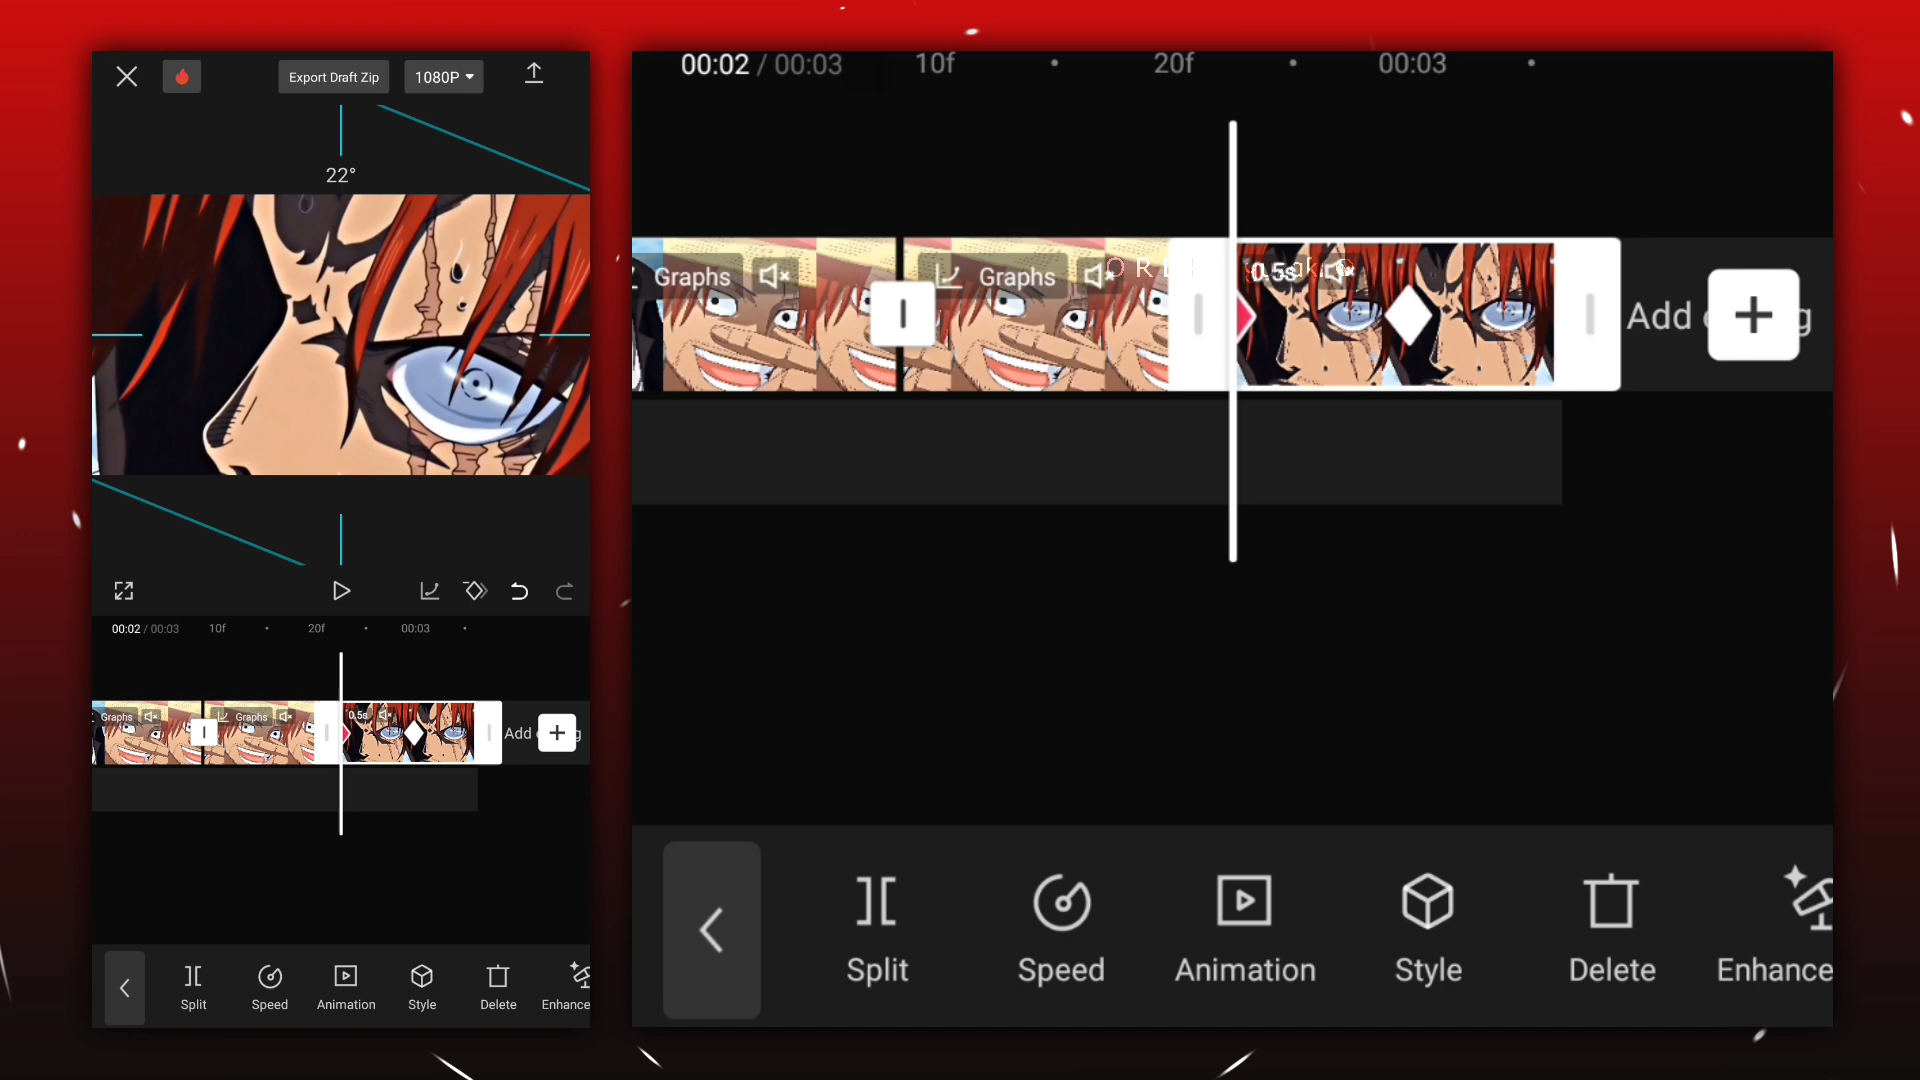 Export Draft Zip
1080P
22°
00:02 / 00:03 10f 20f 00:03
Graphs Graphs 0.5s
Add
Split Speed Animation Style Delete Enhance
00:02 / 00:03 10f 20f 00:03
Graphs Graphs 0.5s
Add
Split Speed Animation Style Delete Enhance